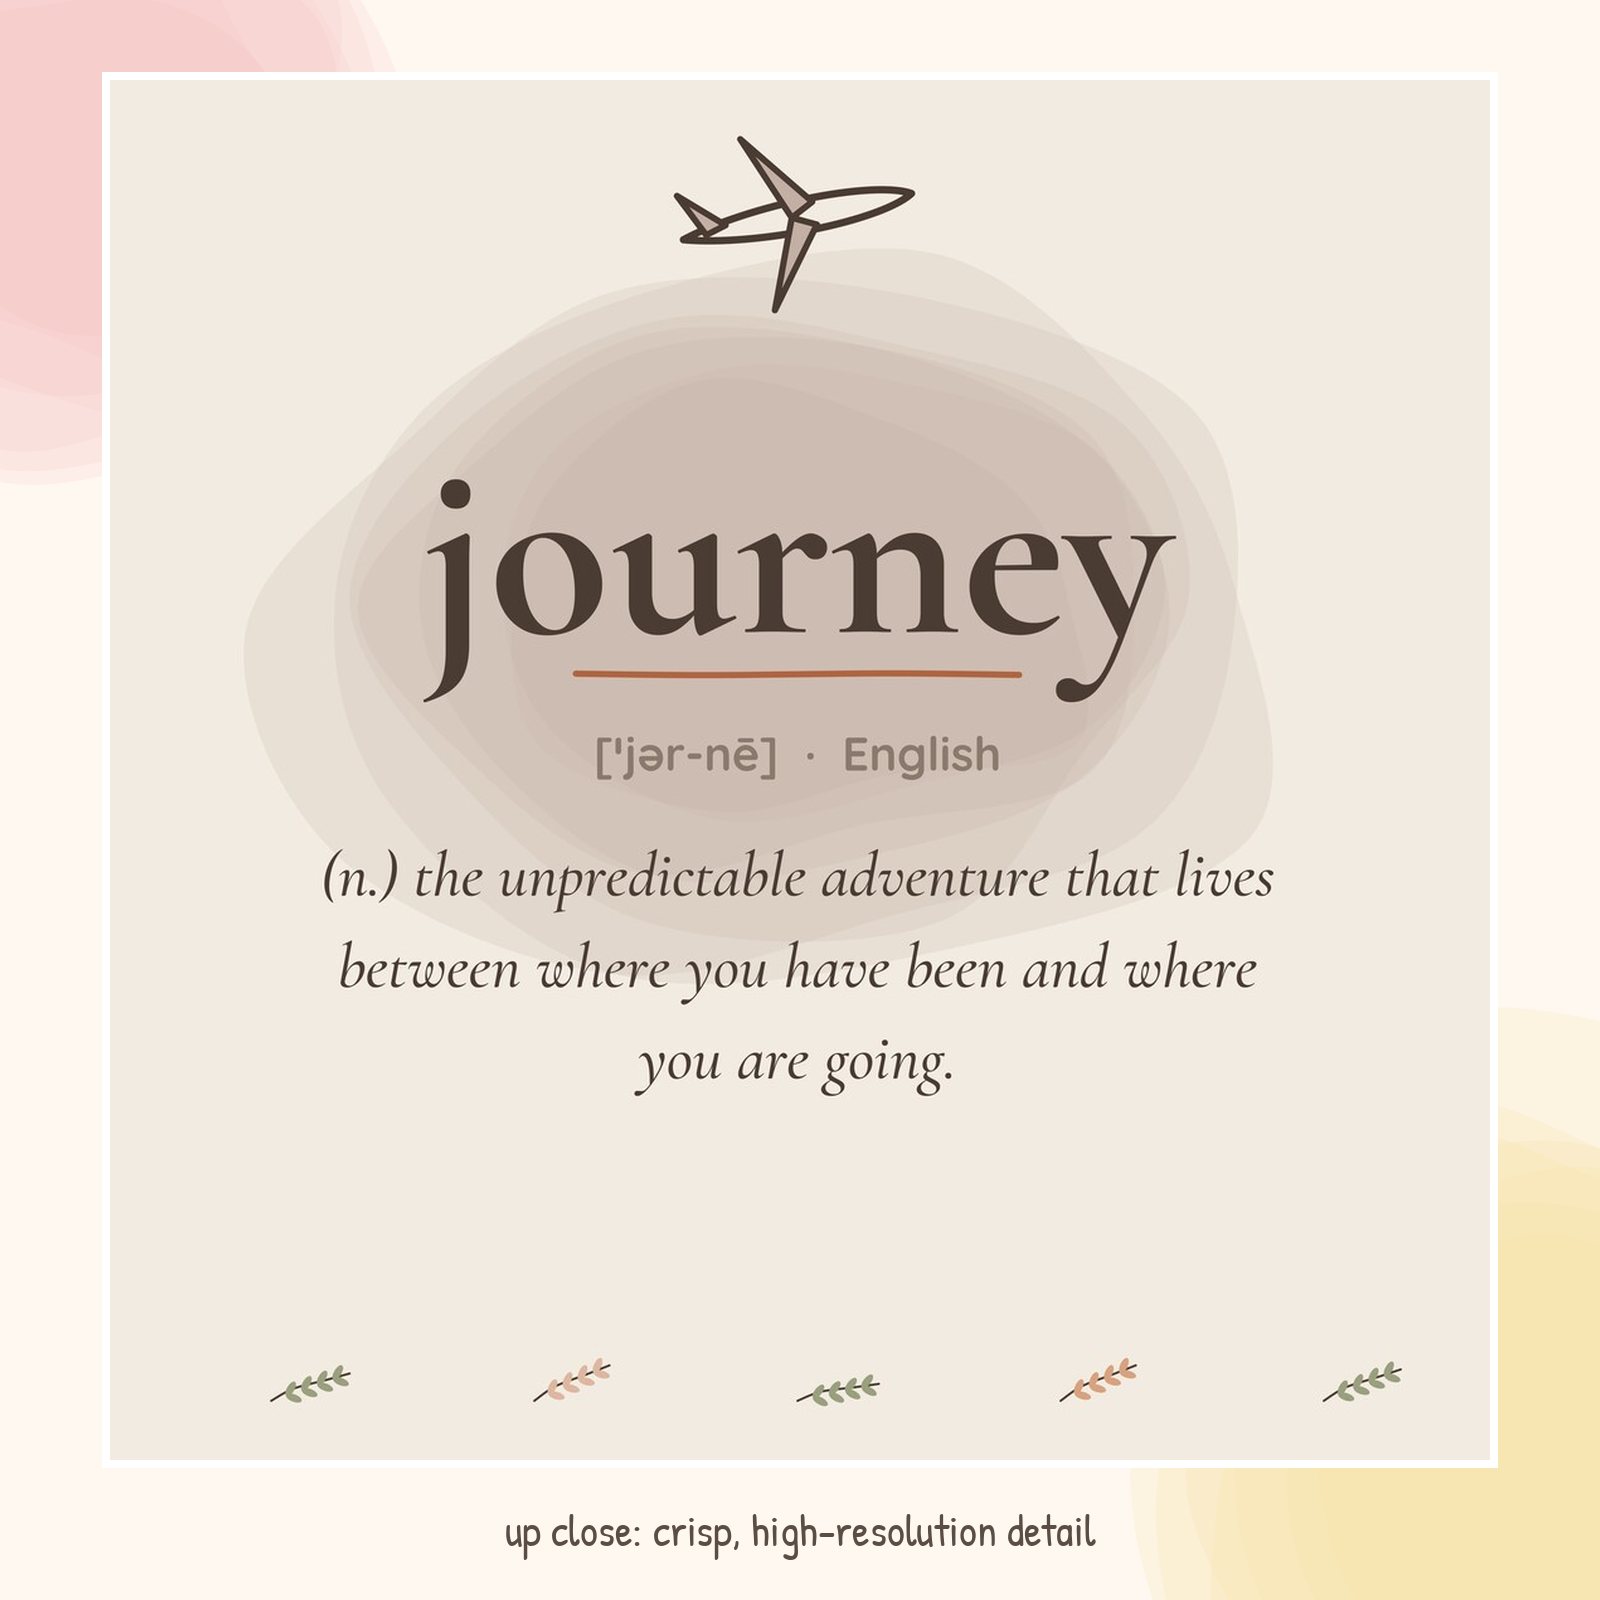 journey
[ˈjər-nē] · English
(n.) the unpredictable adventure that lives
between where you have been and where
you are going.
up close: crisp, high-resolution detail